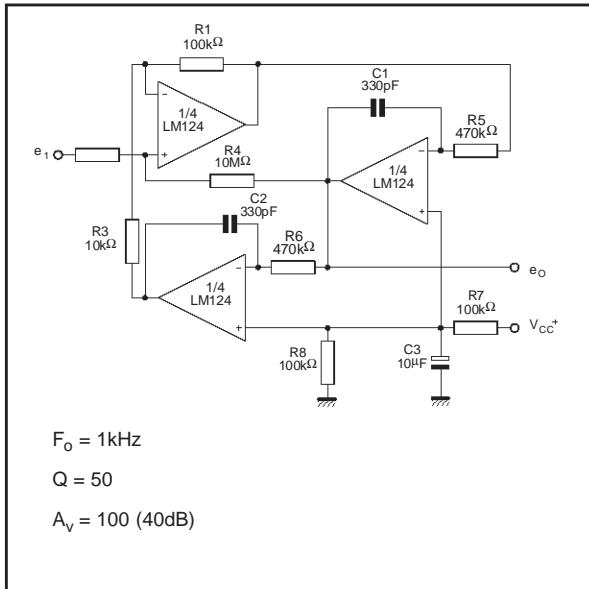 R1
100kΩ
C1
330pF
R5
470kΩ
−
1/4
LM124
+
e1
R4
10MΩ
−
1/4
LM124
+
R3
10kΩ
C2
330pF
R6
470kΩ
−
1/4
LM124
+
eO
R7
100kΩ
VCC+
R8
100kΩ
C3
10µF
Fo = 1kHz
Q = 50
Av = 100 (40dB)